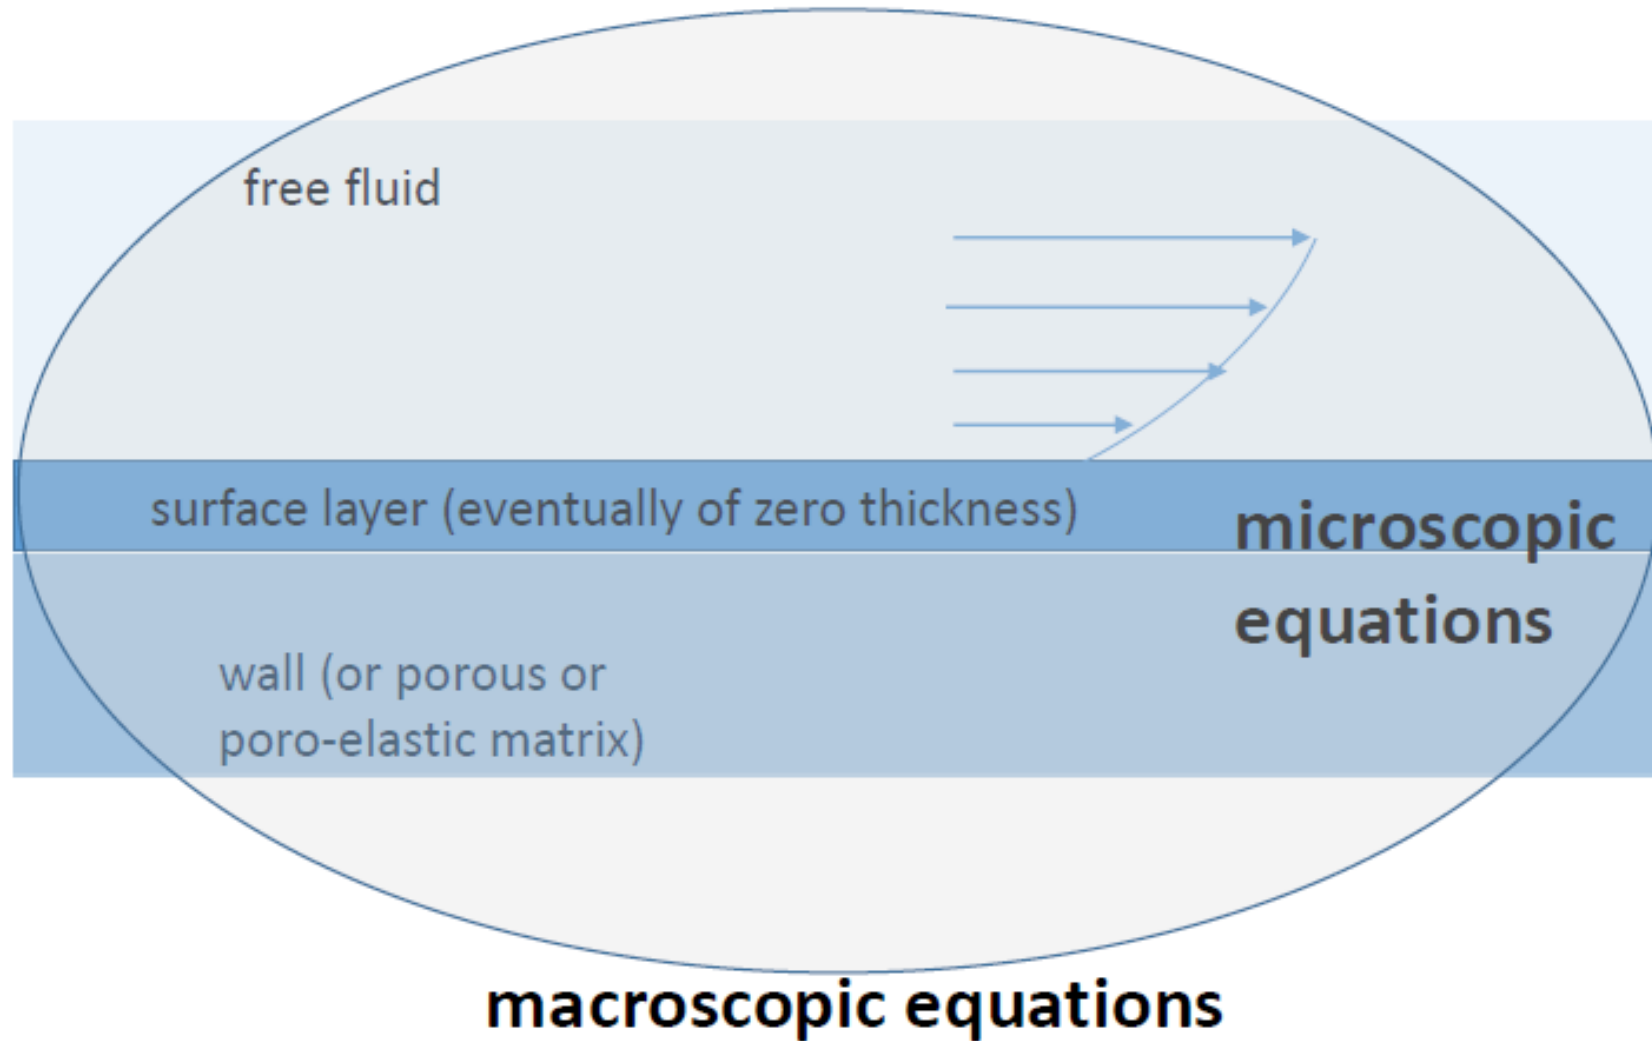 free fluid
surface layer (eventually of zero thickness)
microscopic
equations
wall (or porous or
poro-elastic matrix)
macroscopic equations